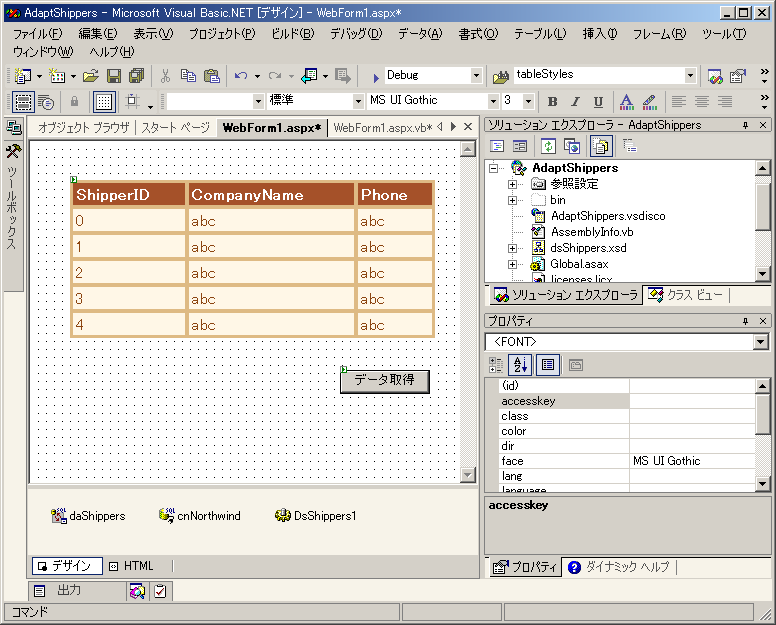 AdaptShippers - Microsoft Visual Basic.NET [デザイン] - WebForm1.aspx*
ファイル(F) 編集(E) 表示(V) プロジェクト(P) ビルド(B) デバッグ(D) データ(A) 書式(O) テーブル(L) 挿入(I) フレーム(R) ツール(T)
ウィンドウ(W) ヘルプ(H)
Debug tableStyles
標準 MS UI Gothic 3 B I U A
オブジェクト ブラウザ スタート ページ WebForm1.aspx* WebForm1.aspx.vb*
ツールボックス
ShipperID CompanyName Phone
0 abc abc
1 abc abc
2 abc abc
3 abc abc
4 abc abc
データ取得
daShippers cnNorthwind DsShippers1
デザイン HTML
出力
コマンド
ソリューション エクスプローラ - AdaptShippers
AdaptShippers
参照設定
bin
AdaptShippers.vsdisco
AssemblyInfo.vb
dsShippers.xsd
Global.asax
licenses.licx
ソリューション エクスプローラ クラス ビュー
プロパティ
<FONT>
(id)
accesskey
class
color
dir
face MS UI Gothic
lang
language
accesskey
プロパティ ダイナミック ヘルプ